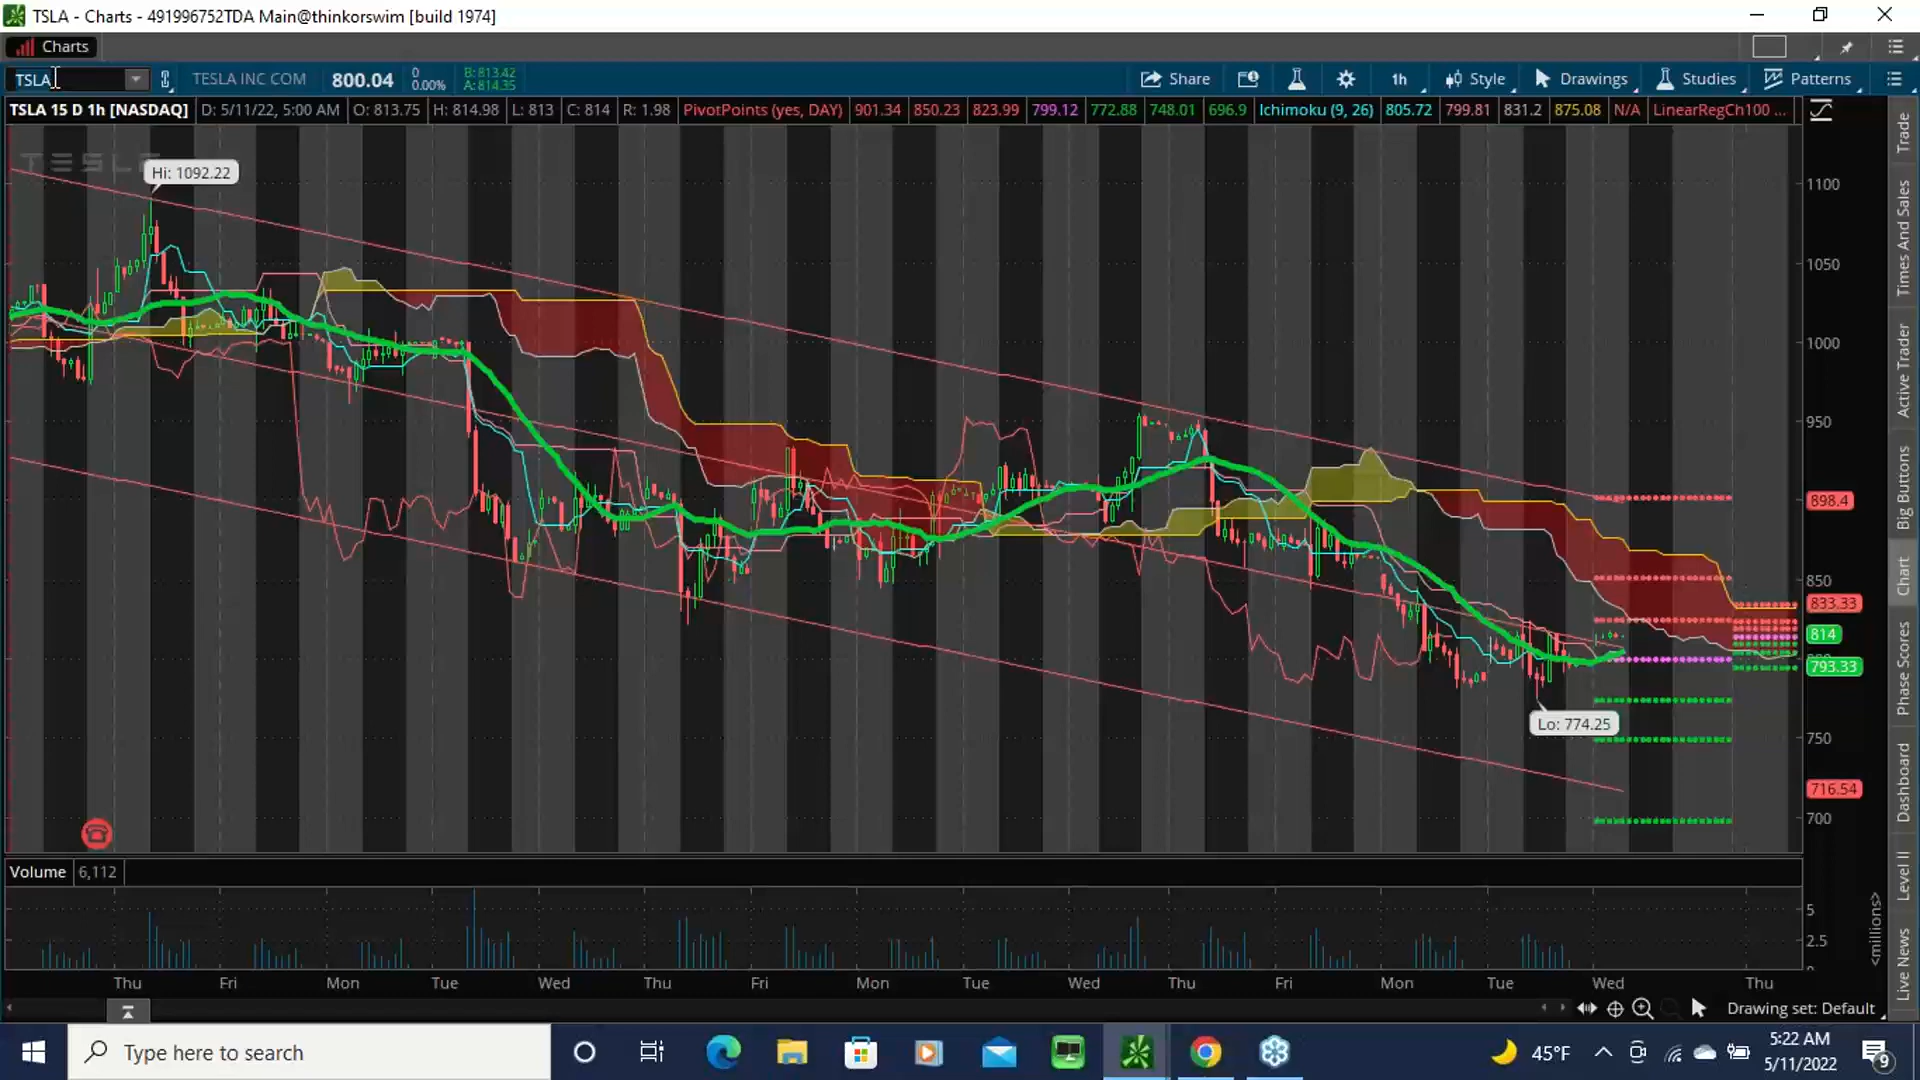 TSLA - Charts - 491996752TDA Main@thinkorswim [build 1974]
Charts
TSLA TESLA INC COM 800.04 0 0.00% B: 813.42 A: 814.35 Share 1h Style Drawings Studies Patterns
TSLA 15 D 1h [NASDAQ] D: 5/11/22, 5:00 AM O: 813.75 H: 814.98 L: 813 C: 814 R: 1.98 PivotPoints (yes, DAY) 901.34 850.23 823.99 799.12 772.88 748.01 696.9 Ichimoku (9, 26) 805.72 799.81 831.2 875.08 N/A LinearRegCh100 ...
TESLA
Hi: 1092.22
1100
1050
1000
950
898.4
850
833.33
814
793.33
Lo: 774.25
750
716.54
700
Trade
Times And Sales
Active Trader
Big Buttons
Chart
Phase Scores
Dashboard
Level II
Live News
Volume 6,112
5
2.5
<millions>
Thu Fri Mon Tue Wed Thu Fri Mon Tue Wed Thu Fri Mon Tue Wed Thu
Drawing set: Default
Type here to search
45°F
5:22 AM
5/11/2022
9